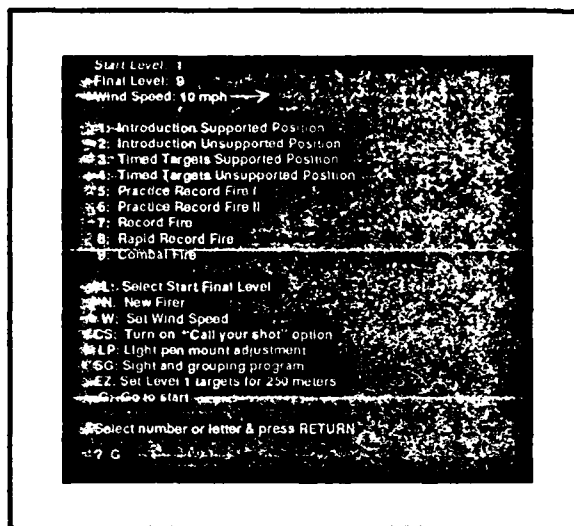 Start Level: 1
Final Level: 9
Wind Speed: 10 mph →
1: Introduction Supported Position
2: Introduction Unsupported Position
3: Timed Targets Supported Position
4: Timed Targets Unsupported Position
5: Practice Record Fire I
6: Practice Record Fire II
7: Record Fire
8: Rapid Record Fire
9: Combat Fire
L: Select Start Final Level
N: New Firer
W: Set Wind Speed
CS: Turn on "Call your shot" option
LP: Light pen mount adjustment
SG: Sight and grouping program
EZ: Set Level 1 targets for 250 meters
G: Go to start
Select number or letter & press RETURN
? G